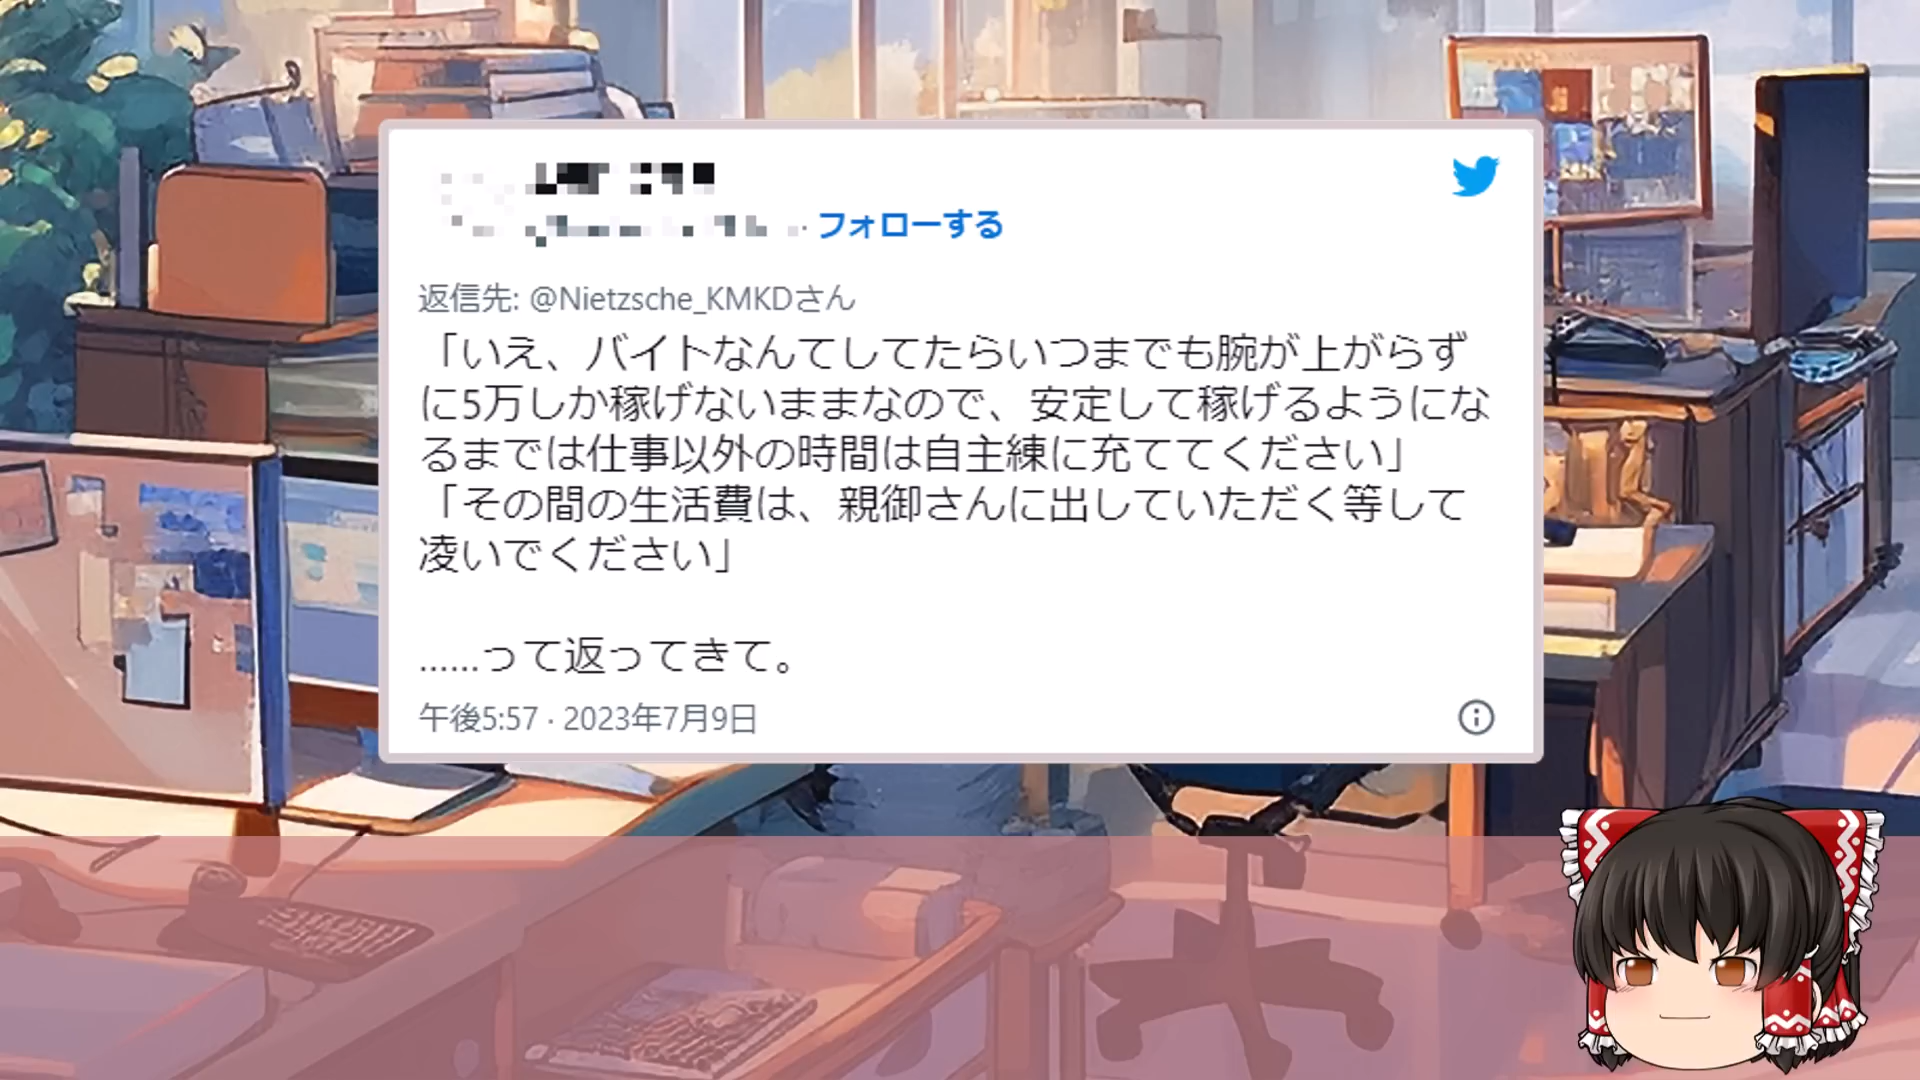 フォローする
返信先: @Nietzsche_KMKDさん
「いえ、バイトなんてしてたらいつまでも腕が上がらず
に5万しか稼げないままなので、安定して稼げるようにな
るまでは仕事以外の時間は自主練に充ててください」
「その間の生活費は、親御さんに出していただく等して
凌いでください」
……って返ってきて。
午後5:57 · 2023年7月9日